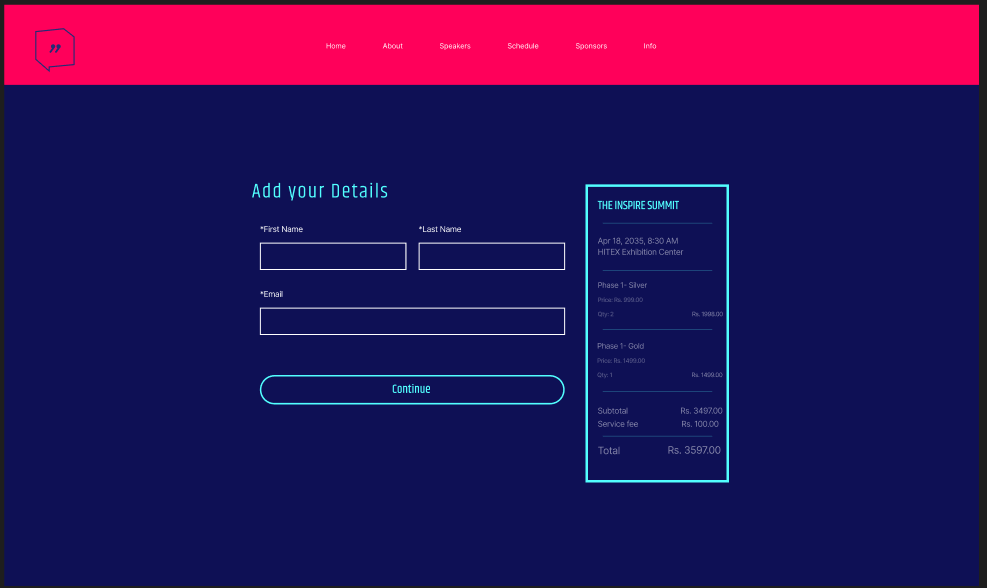 ”
Home About Speakers Schedule Sponsors Info
Add your Details
*First Name *Last Name
*Email
Continue
THE INSPIRE SUMMIT
Apr 18, 2035, 8:30 AM
HITEX Exhibition Center
Phase 1- Silver
Price: Rs. 999.00
Qty: 2 Rs. 1998.00
Phase 1- Gold
Price: Rs. 1499.00
Qty: 1 Rs. 1499.00
Subtotal Rs. 3497.00
Service fee Rs. 100.00
Total Rs. 3597.00